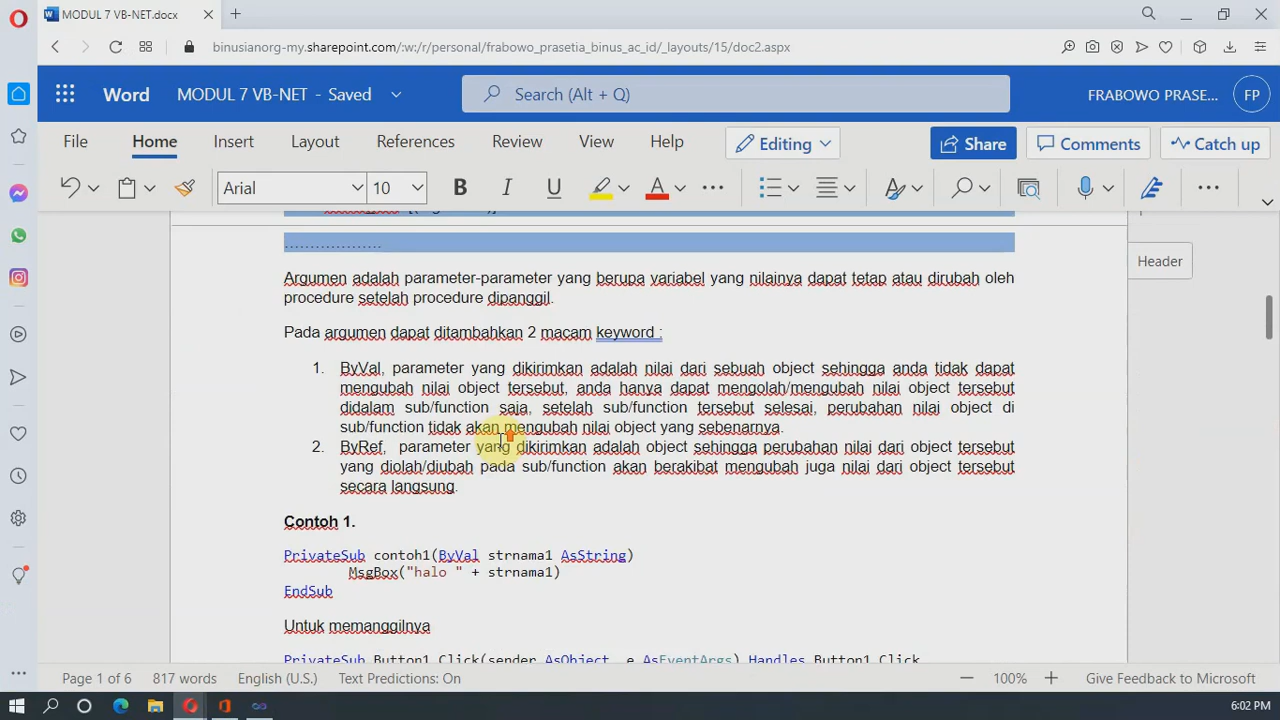 MODUL 7 VB-NET.docx
binusianorg-my.sharepoint.com/:w:/r/personal/frabowo_prasetia_binus_ac_id/_layouts/15/doc2.aspx
Word MODUL 7 VB-NET - Saved Search (Alt + Q) FRABOWO PRASE... FP
File Home Insert Layout References Review View Help Editing Share Comments Catch up
Arial 10 B I U A
...................
Header
Argumen adalah parameter-parameter yang berupa variabel yang nilainya dapat tetap atau dirubah oleh
procedure setelah procedure dipanggil.
Pada argumen dapat ditambahkan 2 macam keyword :
1. ByVal, parameter yang dikirimkan adalah nilai dari sebuah object sehingga anda tidak dapat
mengubah nilai object tersebut, anda hanya dapat mengolah/mengubah nilai object tersebut
didalam sub/function saja, setelah sub/function tersebut selesai, perubahan nilai object di
sub/function tidak akan mengubah nilai object yang sebenarnya.
2. ByRef, parameter yang dikirimkan adalah object sehingga perubahan nilai dari object tersebut
yang diolah/diubah pada sub/function akan berakibat mengubah juga nilai dari object tersebut
secara langsung.
Contoh 1.
PrivateSub contoh1(ByVal strnama1 AsString)
MsgBox("halo " + strnama1)
EndSub
Untuk memanggilnya
PrivateSub Button1_Click(sender AsObject, e AsEventArgs) Handles Button1.Click
Page 1 of 6 817 words English (U.S.) Text Predictions: On 100% Give Feedback to Microsoft
6:02 PM